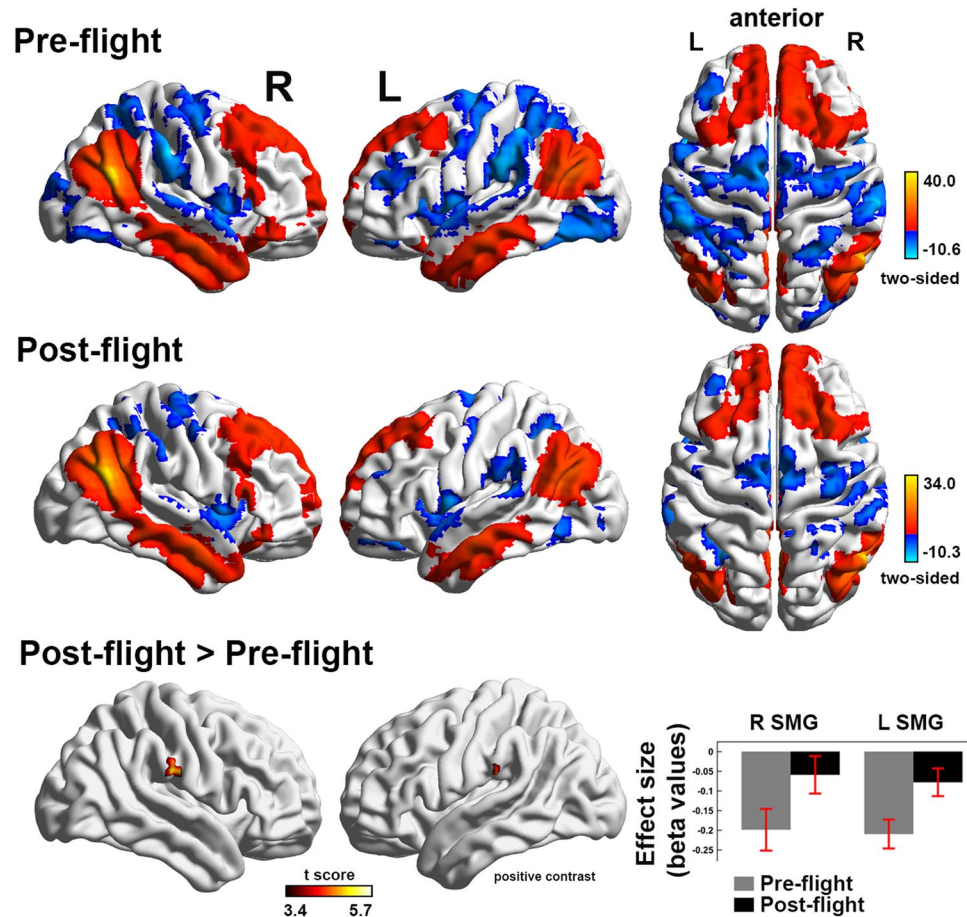 anterior
Pre-flight
L R
R L
40.0
-10.6
two-sided
Post-flight
34.0
-10.3
two-sided
Post-flight > Pre-flight
R SMG L SMG
Effect size
(beta values)
0
-0.05
-0.1
-0.15
-0.2
-0.25
t score
3.4 5.7
positive contrast
Pre-flight
Post-flight